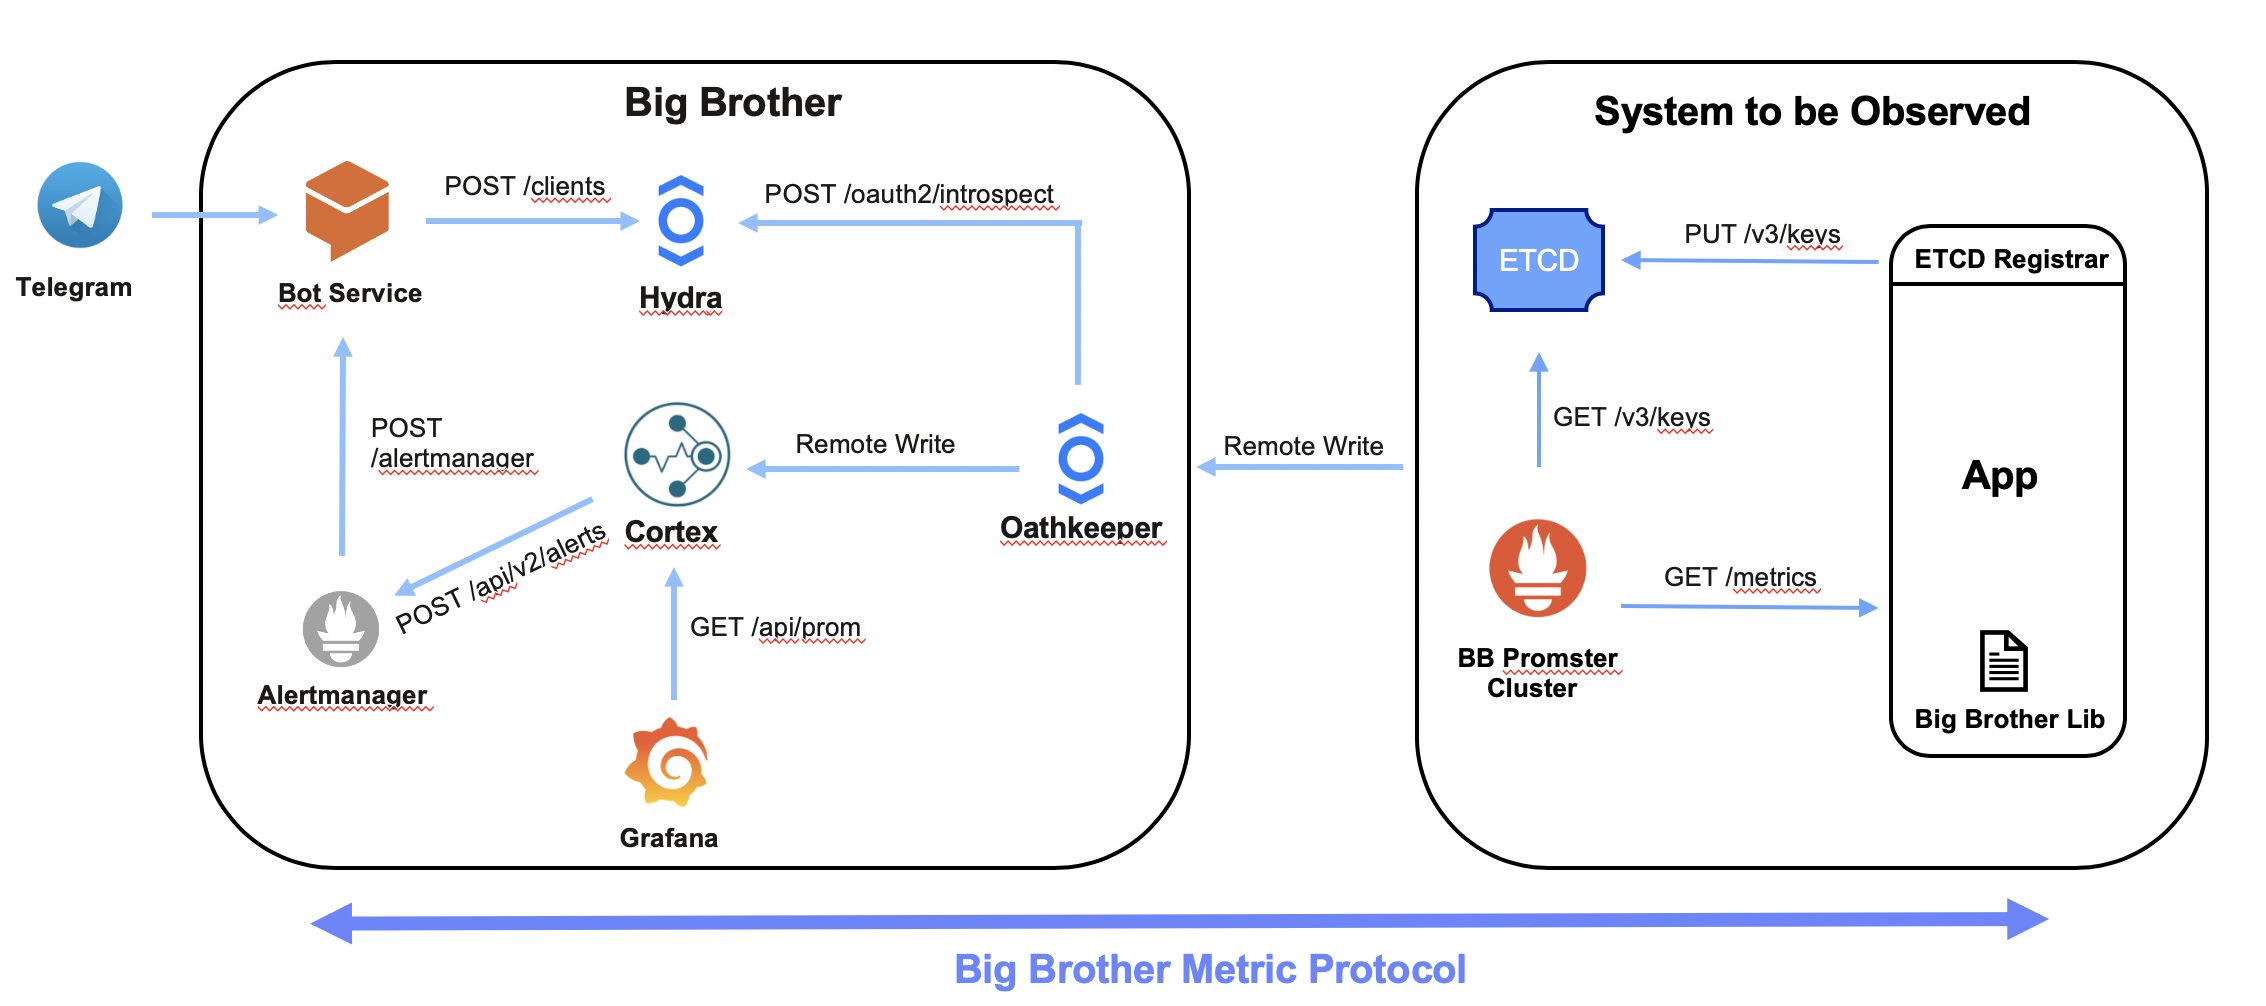 Big Brother
System to be Observed
Telegram
Bot Service
POST /clients
Hydra
POST /oauth2/introspect
POST
/alertmanager
Cortex
Remote Write
Oathkeeper
POST /api/v2/alerts
Alertmanager
GET /api/prom
Grafana
Remote Write
ETCD
PUT /v3/keys
ETCD Registrar
GET /v3/keys
App
GET /metrics
BB Promster
Cluster
Big Brother Lib
Big Brother Metric Protocol